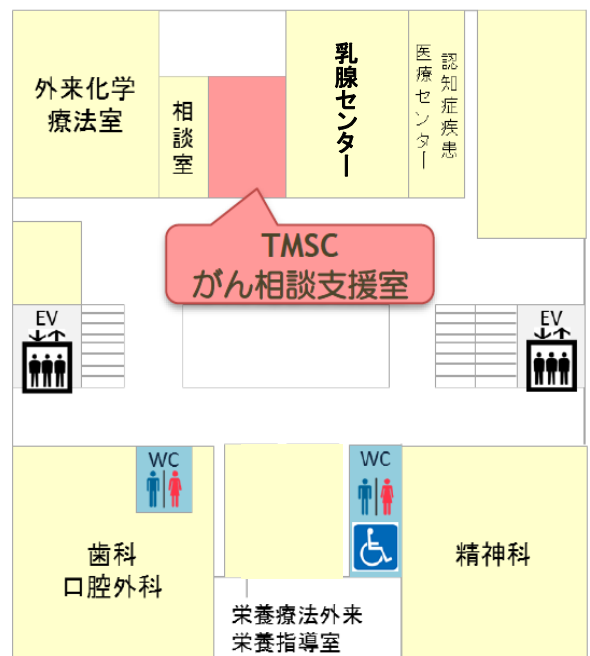 外来化学
療法室
相談室
乳腺センター
認知症疾患
医療センター
TMSC
がん相談支援室
EV
EV
WC
WC
歯科
口腔外科
精神科
栄養療法外来
栄養指導室